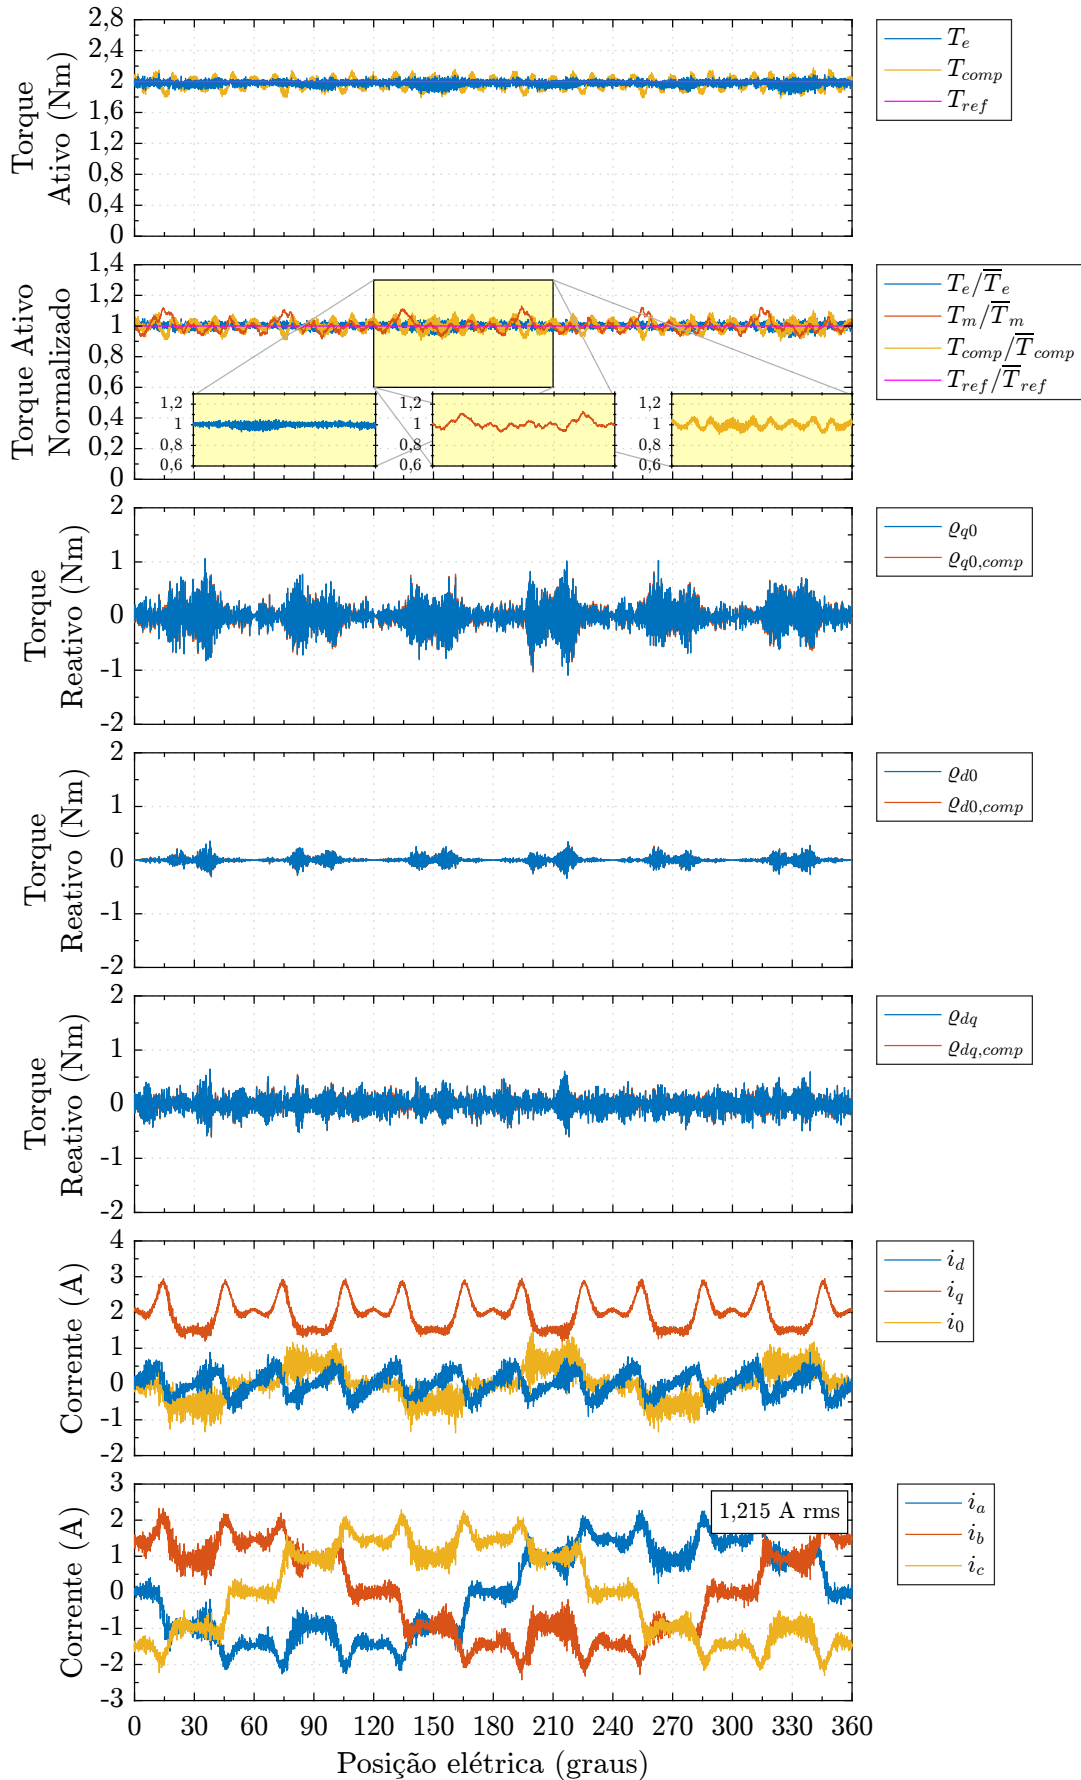 Torque
Ativo (Nm)
2,8
2,4
2
1,6
1,2
0,8
0,4
0
T_e
T_comp
T_ref
Torque Ativo
Normalizado
1,4
1,2
1
0,8
0,6
0,4
0,2
0
1,2
1
0,8
0,6
1,2
1
0,8
0,6
1,2
1
0,8
0,6
T_e/T̅_e
T_m/T̅_m
T_comp/T̅_comp
T_ref/T̅_ref
Torque
Reativo (Nm)
2
1
0
-1
-2
ϱ_q0
ϱ_q0,comp
Torque
Reativo (Nm)
2
1
0
-1
-2
ϱ_d0
ϱ_d0,comp
Torque
Reativo (Nm)
2
1
0
-1
-2
ϱ_dq
ϱ_dq,comp
Corrente (A)
4
3
2
1
0
-1
-2
i_d
i_q
i_0
Corrente (A)
3
2
1
0
-1
-2
-3
1,215 A rms
i_a
i_b
i_c
0 30 60 90 120 150 180 210 240 270 300 330 360
Posição elétrica (graus)